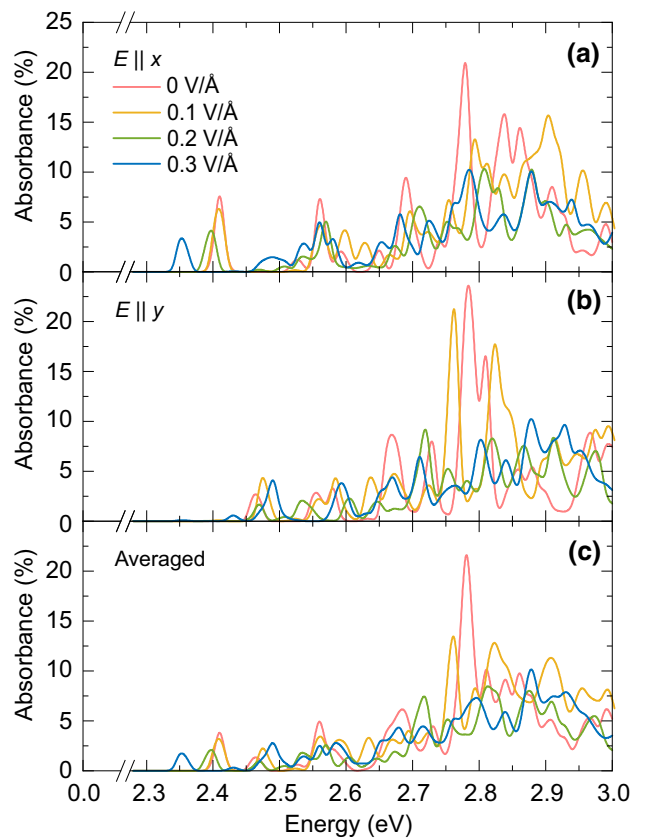 25
20
15
10
5
0
Absorbance (%)
E || x
0 V/Å
0.1 V/Å
0.2 V/Å
0.3 V/Å
(a)
20
15
10
5
0
Absorbance (%)
E || y
(b)
20
15
10
5
0
Absorbance (%)
Averaged
(c)
0.0 2.3 2.4 2.5 2.6 2.7 2.8 2.9 3.0
Energy (eV)